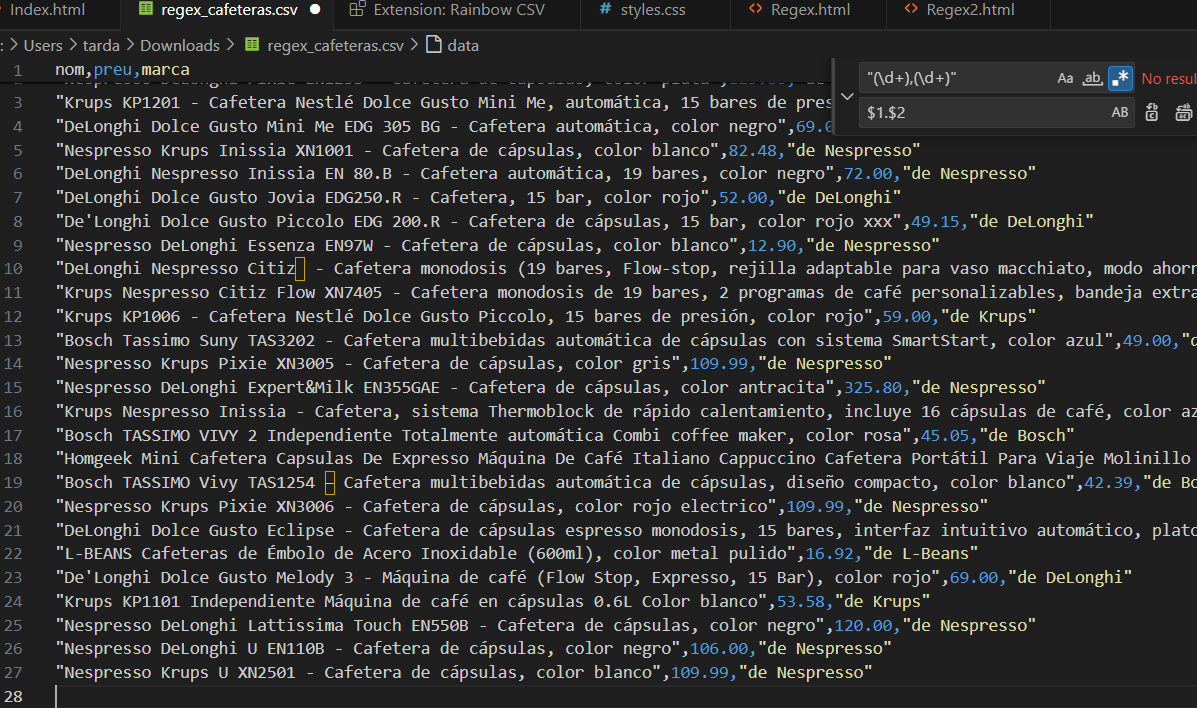 Index.html
regex_cafeteras.csv
Extension: Rainbow CSV
# styles.css
<> Regex.html
<> Regex2.html
: > Users > tarda > Downloads > regex_cafeteras.csv > data
"(\d+),(\d+)"
Aa
ab
.*
No resul
$1.$2
AB
1 nom,preu,marca
3 "Krups KP1201 - Cafetera Nestlé Dolce Gusto Mini Me, automática, 15 bares de pres
4 "DeLonghi Dolce Gusto Mini Me EDG 305 BG - Cafetera automática, color negro",69.0
5 "Nespresso Krups Inissia XN1001 - Cafetera de cápsulas, color blanco",82.48,"de Nespresso"
6 "DeLonghi Nespresso Inissia EN 80.B - Cafetera automática, 19 bares, color negro",72.00,"de Nespresso"
7 "DeLonghi Dolce Gusto Jovia EDG250.R - Cafetera, 15 bar, color rojo",52.00,"de DeLonghi"
8 "De'Longhi Dolce Gusto Piccolo EDG 200.R - Cafetera de cápsulas, 15 bar, color rojo xxx",49.15,"de DeLonghi"
9 "Nespresso DeLonghi Essenza EN97W - Cafetera de cápsulas, color blanco",12.90,"de Nespresso"
10 "DeLonghi Nespresso Citiz  - Cafetera monodosis (19 bares, Flow-stop, rejilla adaptable para vaso macchiato, modo ahorr
11 "Krups Nespresso Citiz Flow XN7405 - Cafetera monodosis de 19 bares, 2 programas de café personalizables, bandeja extra
12 "Krups KP1006 - Cafetera Nestlé Dolce Gusto Piccolo, 15 bares de presión, color rojo",59.00,"de Krups"
13 "Bosch Tassimo Suny TAS3202 - Cafetera multibebidas automática de cápsulas con sistema SmartStart, color azul",49.00,"d
14 "Nespresso Krups Pixie XN3005 - Cafetera de cápsulas, color gris",109.99,"de Nespresso"
15 "Nespresso DeLonghi Expert&Milk EN355GAE - Cafetera de cápsulas, color antracita",325.80,"de Nespresso"
16 "Krups Nespresso Inissia - Cafetera, sistema Thermoblock de rápido calentamiento, incluye 16 cápsulas de café, color az
17 "Bosch TASSIMO VIVY 2 Independiente Totalmente automática Combi coffee maker, color rosa",45.05,"de Bosch"
18 "Homgeek Mini Cafetera Capsulas De Expresso Máquina De Café Italiano Cappuccino Cafetera Portátil Para Viaje Molinillo
19 "Bosch TASSIMO Vivy TAS1254 – Cafetera multibebidas automática de cápsulas, diseño compacto, color blanco",42.39,"de Bo
20 "Nespresso Krups Pixie XN3006 - Cafetera de cápsulas, color rojo electrico",109.99,"de Nespresso"
21 "DeLonghi Dolce Gusto Eclipse - Cafetera de cápsulas espresso monodosis, 15 bares, interfaz intuitivo automático, plato
22 "L-BEANS Cafeteras de Émbolo de Acero Inoxidable (600ml), color metal pulido",16.92,"de L-Beans"
23 "De'Longhi Dolce Gusto Melody 3 - Máquina de café (Flow Stop, Expresso, 15 Bar), color rojo",69.00,"de DeLonghi"
24 "Krups KP1101 Independiente Máquina de café en cápsulas 0.6L Color blanco",53.58,"de Krups"
25 "Nespresso DeLonghi Lattissima Touch EN550B - Cafetera de cápsulas, color negro",120.00,"de Nespresso"
26 "Nespresso DeLonghi U EN110B - Cafetera de cápsulas, color negro",106.00,"de Nespresso"
27 "Nespresso Krups U XN2501 - Cafetera de cápsulas, color blanco",109.99,"de Nespresso"
28